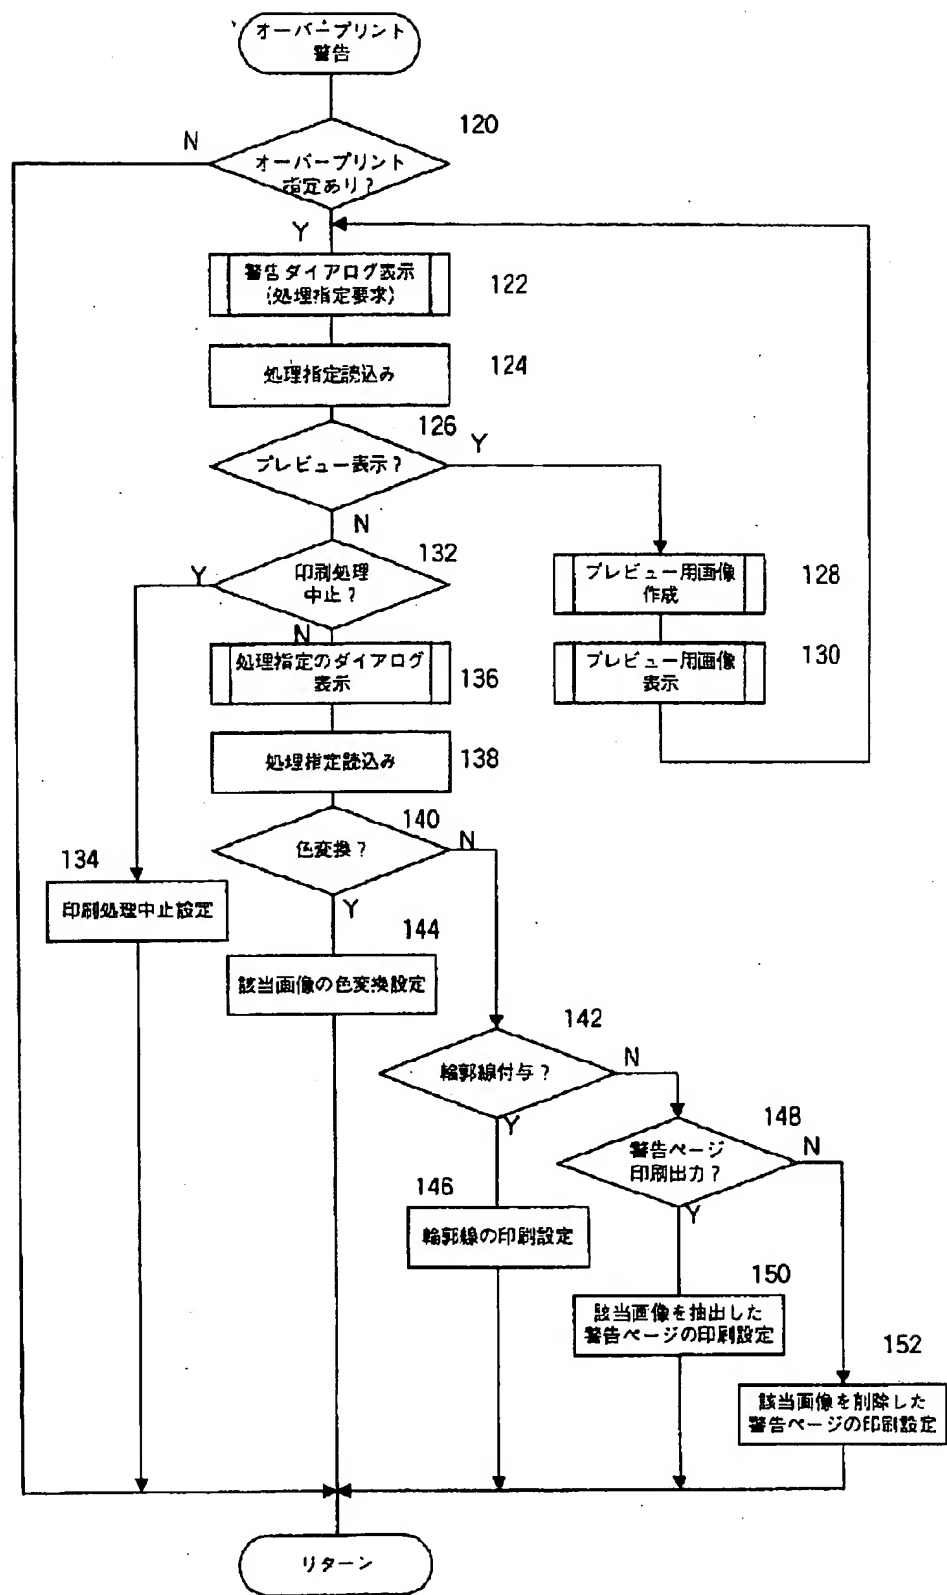 オーバープリント
警告
120
N
オーバープリント
指定あり?
Y
警告ダイアログ表示
(処理指定要求)
122
処理指定読込み
124
126
プレビュー表示?
Y
N
132
Y
印刷処理
中止?
プレビュー用画像
作成
128
N
処理指定のダイアログ
表示
136
プレビュー用画像
表示
130
処理指定読込み
138
140
色変換?
N
134
Y
印刷処理中止設定
144
該当画像の色変換設定
142
輪郭線付与?
N
Y
148
警告ページ
印刷出力?
N
146
Y
輪郭線の印刷設定
150
該当画像を抽出した
警告ページの印刷設定
152
該当画像を削除した
警告ページの印刷設定
リターン